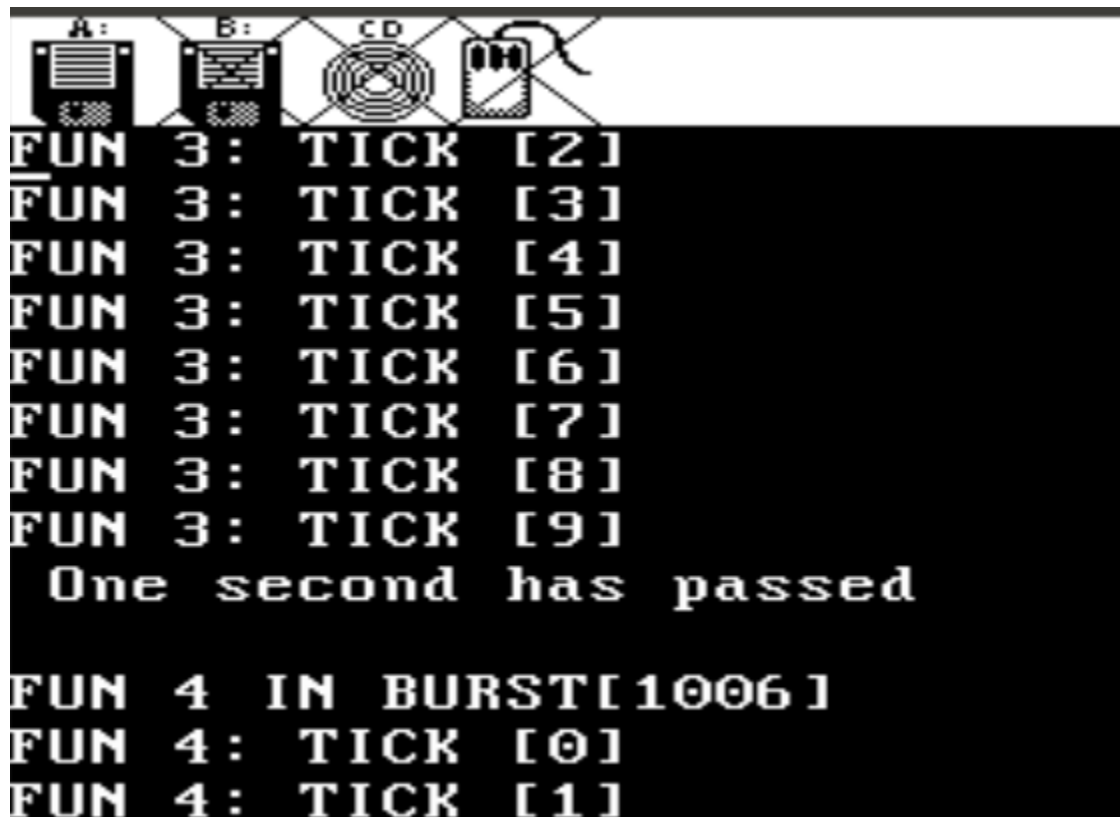 A: B: CD
FUN 3: TICK [2]
FUN 3: TICK [3]
FUN 3: TICK [4]
FUN 3: TICK [5]
FUN 3: TICK [6]
FUN 3: TICK [7]
FUN 3: TICK [8]
FUN 3: TICK [9]
One second has passed
FUN 4 IN BURST[1006]
FUN 4: TICK [0]
FUN 4: TICK [1]